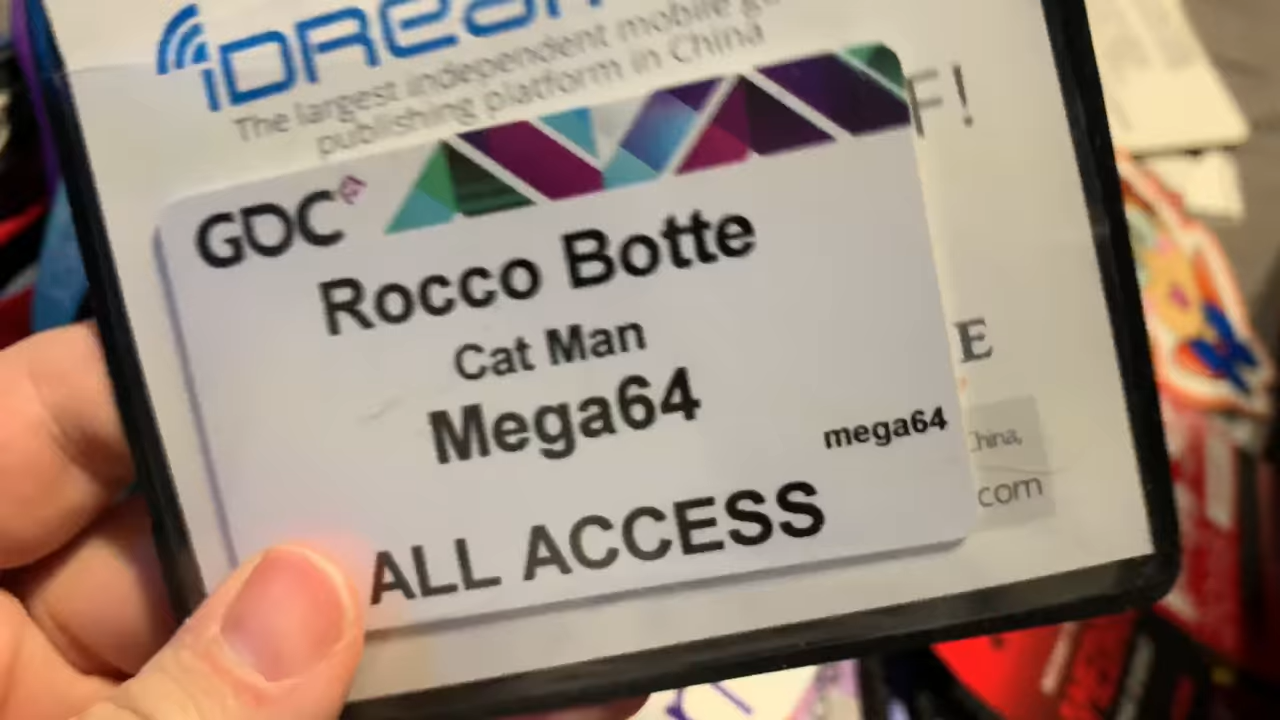 iDREA
The largest independent mobile
publishing platform in China
F!
GDC
Rocco Botte
Cat Man
Mega64
mega64
ALL ACCESS
E
China,
com